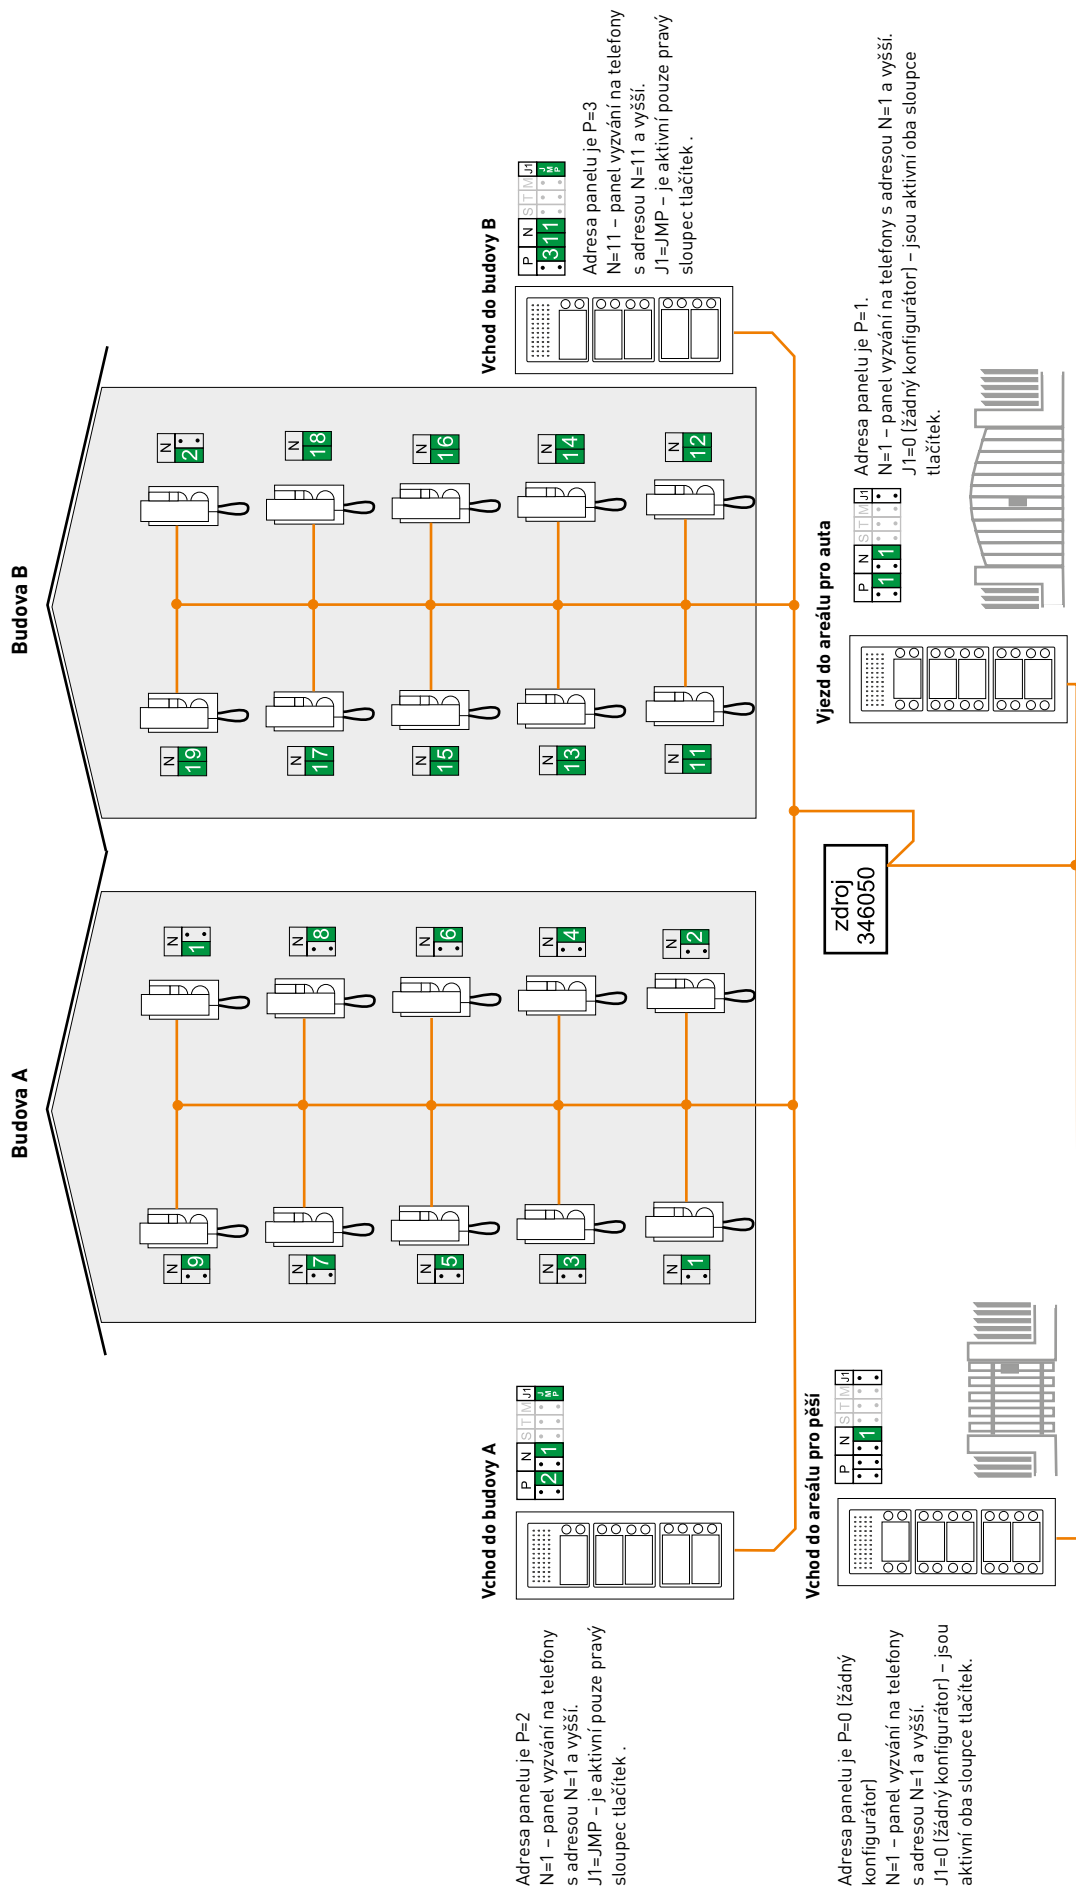 Budova A
Budova B
N
9
N
1
N
19
N
2
N
7
N
8
N
17
N
18
N
5
N
6
N
15
N
16
N
3
N
4
N
13
N
14
N
1
N
2
N
11
N
12
Vchod do budovy A
P N S T M J1
2 1 JMP
Adresa panelu je P=2
N=1 – panel vyzvání na telefony
s adresou N=1 a vyšší.
J1=JMP – je aktivní pouze pravý
sloupec tlačítek .
Vchod do budovy B
P N S T M J1
3 1 1 JMP
Adresa panelu je P=3
N=11 – panel vyzvání na telefony
s adresou N=11 a vyšší.
J1=JMP – je aktivní pouze pravý
sloupec tlačítek .
zdroj
346050
Vchod do areálu pro pěší
P N S T M J1
1
Adresa panelu je P=0 (žádný
konfigurátor)
N=1 – panel vyzvání na telefony
s adresou N=1 a vyšší.
J1=0 (žádný konfigurátor) – jsou
aktivní oba sloupce tlačítek.
Vjezd do areálu pro auta
P N S T M J1
1 1
Adresa panelu je P=1.
N=1 – panel vyzvání na telefony s adresou N=1 a vyšší.
J1=0 (žádný konfigurátor) – jsou aktivní oba sloupce
tlačítek.